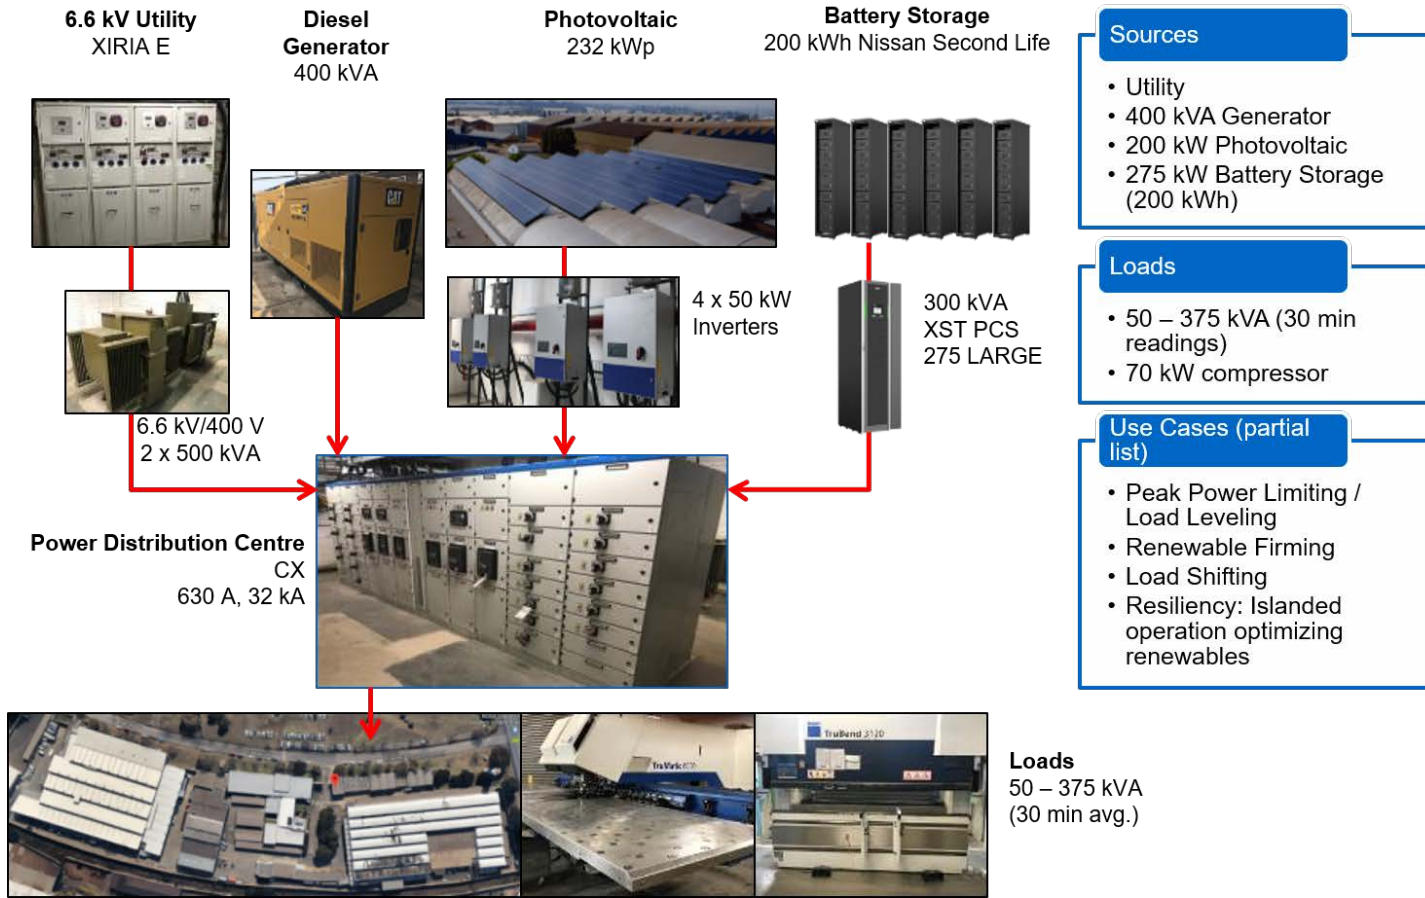 6.6 kV Utility
XIRIA E
Diesel
Generator
400 kVA
Photovoltaic
232 kWp
Battery Storage
200 kWh Nissan Second Life
CAT
4 x 50 kW
Inverters
300 kVA
XST PCS
275 LARGE
6.6 kV/400 V
2 x 500 kVA
Power Distribution Centre
CX
630 A, 32 kA
TruBend 3120
Loads
50 – 375 kVA
(30 min avg.)
Sources
• Utility
• 400 kVA Generator
• 200 kW Photovoltaic
• 275 kW Battery Storage
(200 kWh)
Loads
• 50 – 375 kVA (30 min
readings)
• 70 kW compressor
Use Cases (partial
list)
• Peak Power Limiting /
Load Leveling
• Renewable Firming
• Load Shifting
• Resiliency: Islanded
operation optimizing
renewables